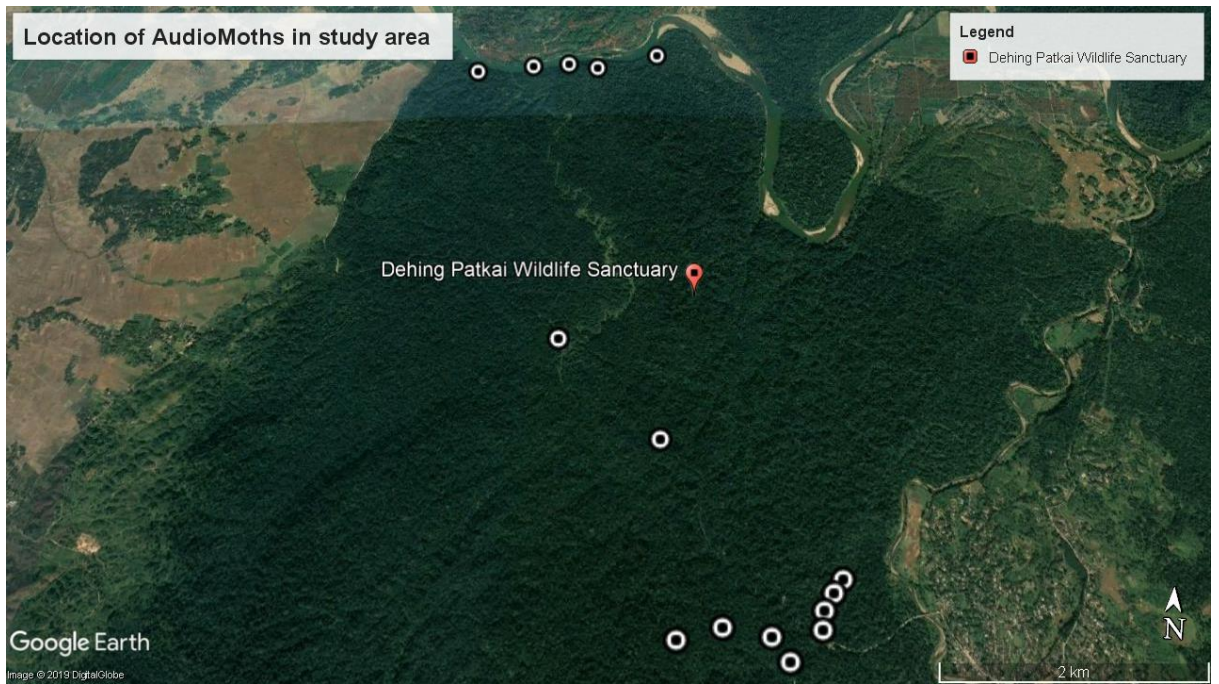 Location of AudioMoths in study area
Legend
Dehing Patkai Wildlife Sanctuary
Dehing Patkai Wildlife Sanctuary
Google Earth
N
Image © 2019 DigitalGlobe
2 km